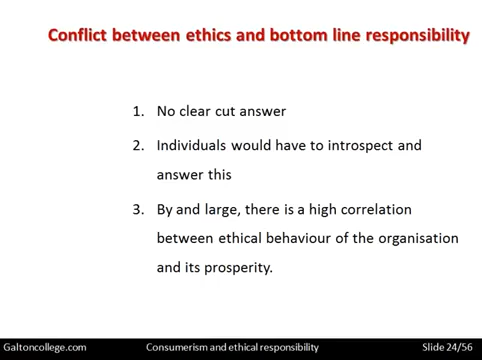 Conflict between ethics and bottom line responsibility
1. No clear cut answer
2. Individuals would have to introspect and
answer this
3. By and large, there is a high correlation
between ethical behaviour of the organisation
and its prosperity.
Galtoncollege.com Consumerism and ethical responsibility Slide 24/56